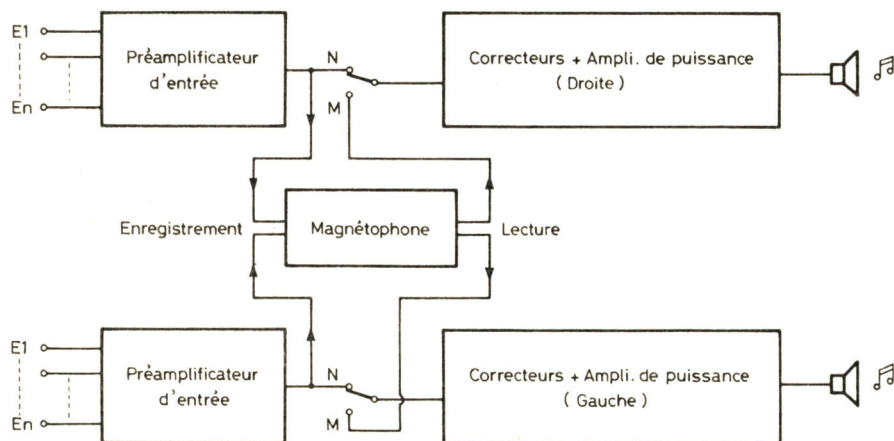 E1
En
Préamplificateur
d'entrée
N
M
Correcteurs + Ampli. de puissance
( Droite )
Enregistrement
Magnétophone
Lecture
E1
En
Préamplificateur
d'entrée
N
M
Correcteurs + Ampli. de puissance
( Gauche )